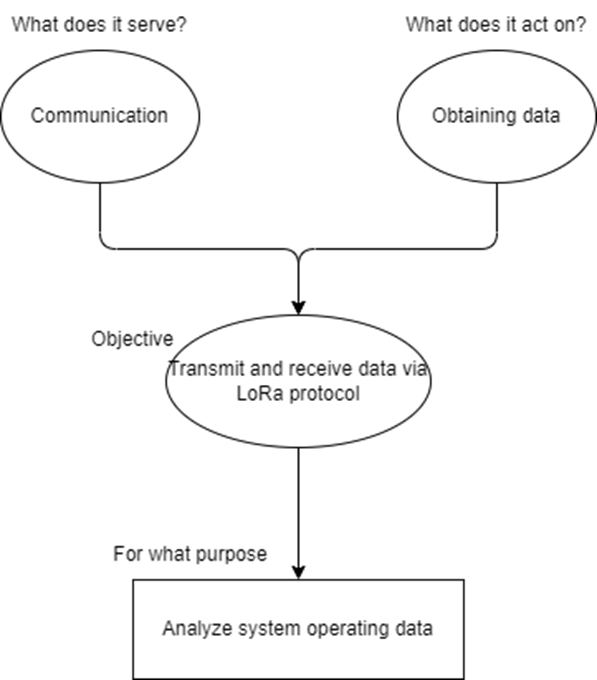 What does it serve?
What does it act on?
Communication
Obtaining data
Objective
Transmit and receive data via
LoRa protocol
For what purpose
Analyze system operating data